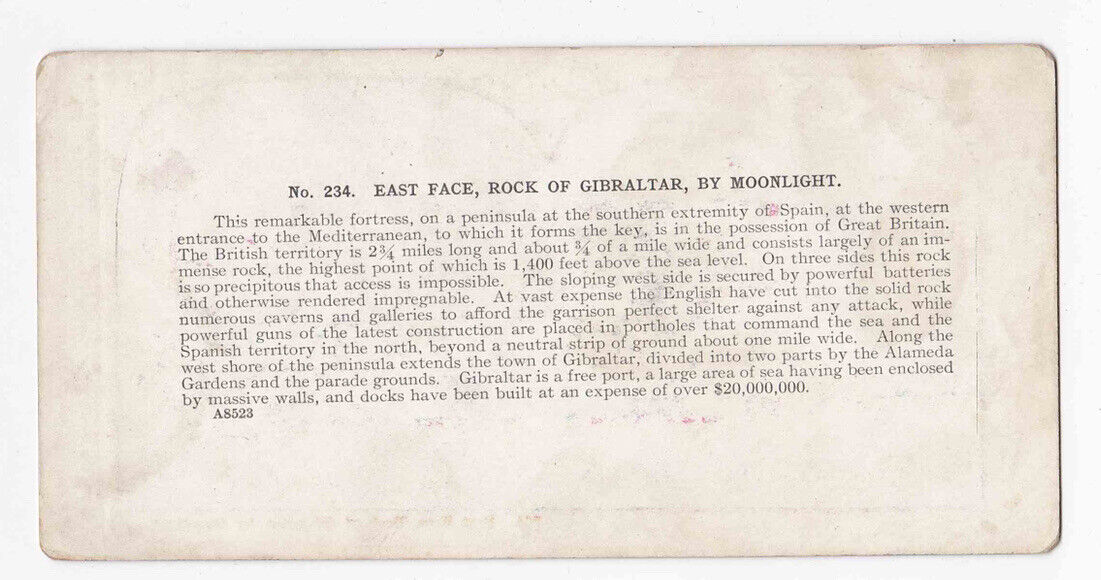 No. 234. EAST FACE, ROCK OF GIBRALTAR, BY MOONLIGHT.
This remarkable fortress, on a peninsula at the southern extremity of Spain, at the western
entrance to the Mediterranean, to which it forms the key, is in the possession of Great Britain.
The British territory is 2¾ miles long and about ¾ of a mile wide and consists largely of an im-
mense rock, the highest point of which is 1,400 feet above the sea level. On three sides this rock
is so precipitous that access is impossible. The sloping west side is secured by powerful batteries
and otherwise rendered impregnable. At vast expense the English have cut into the solid rock
numerous caverns and galleries to afford the garrison perfect shelter against any attack, while
powerful guns of the latest construction are placed in portholes that command the sea and the
Spanish territory in the north, beyond a neutral strip of ground about one mile wide. Along the
west shore of the peninsula extends the town of Gibraltar, divided into two parts by the Alameda
Gardens and the parade grounds. Gibraltar is a free port, a large area of sea having been enclosed
by massive walls, and docks have been built at an expense of over $20,000,000.
A8523